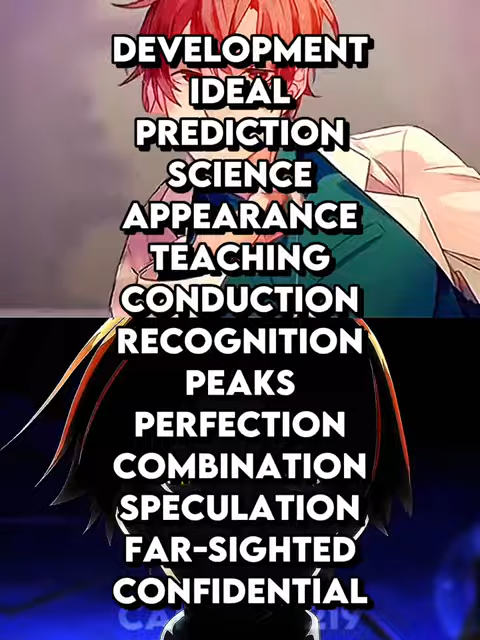 DEVELOPMENT
IDEAL
PREDICTION
SCIENCE
APPEARANCE
TEACHING
CONDUCTION
RECOGNITION
PEAKS
PERFECTION
COMBINATION
SPECULATION
FAR-SIGHTED
CONFIDENTIAL